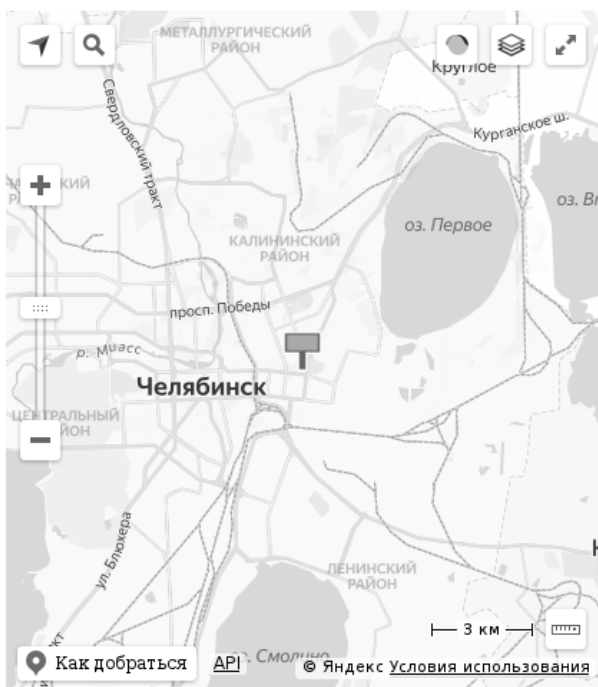 МЕТАЛЛУРГИЧЕСКИЙ
РАЙОН
Круглое
Свердловский тракт
Курганское ш.
оз. Первое
КАЛИНИНСКИЙ
РАЙОН
просп. Победы
р. Миасс
Челябинск
ЦЕНТРАЛЬНЫЙ
ул. Блюхера
ЛЕНИНСКИЙ
РАЙОН
3 км
Как добраться
API
оз. Смолино
© Яндекс Условия использования